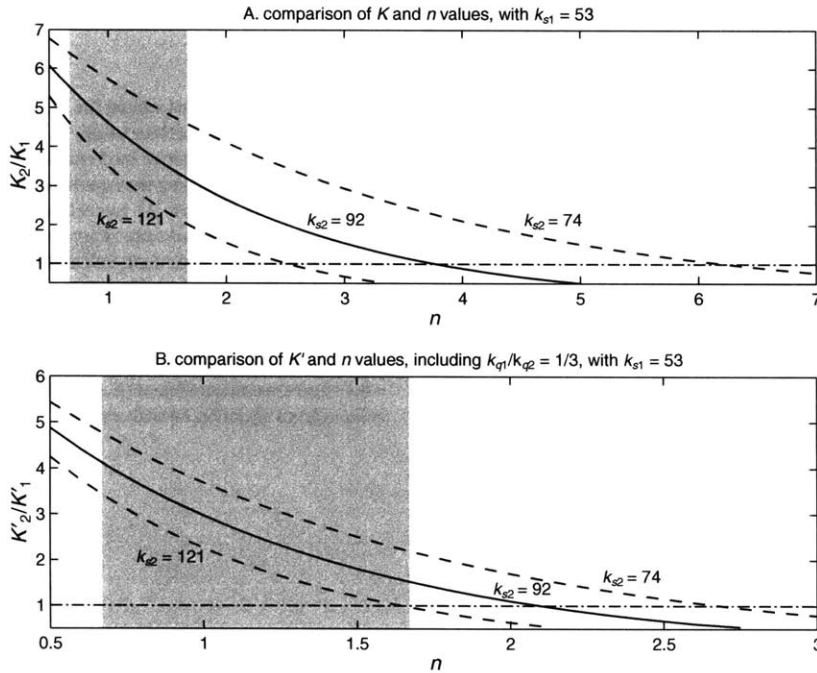 A. comparison of K and n values, with kₛ₁ = 53
7
6
5
4
3
2
1
K₂/K₁
kₛ₂ = 121
kₛ₂ = 92
kₛ₂ = 74
1 2 3 4 5 6 7
n
B. comparison of K' and n values, including k_q1/k_q2 = 1/3, with kₛ₁ = 53
6
5
4
3
2
1
K'₂/K'₁
kₛ₂ = 121
kₛ₂ = 92
kₛ₂ = 74
0.5 1 1.5 2 2.5 3
n